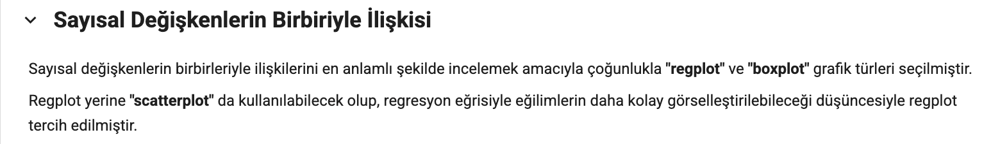 Sayısal Değişkenlerin Birbiriyle İlişkisi
Sayısal değişkenlerin birbirleriyle ilişkilerini en anlamlı şekilde incelemek amacıyla çoğunlukla "regplot" ve "boxplot" grafik türleri seçilmiştir.
Regplot yerine "scatterplot" da kullanılabilecek olup, regresyon eğrisiyle eğilimlerin daha kolay görselleştirilebileceği düşüncesiyle regplot
tercih edilmiştir.